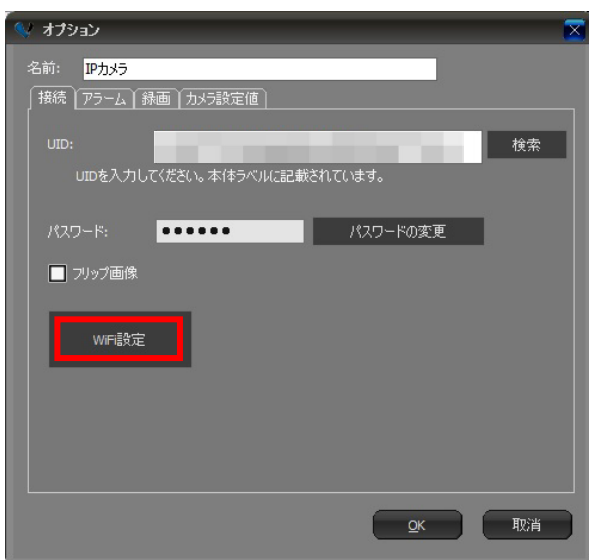 オプション
名前: IPカメラ
接続 アラーム 録画 カメラ設定値
UID: 検索
UIDを入力してください。本体ラベルに記載されています。
パスワード: ●●●●●● パスワードの変更
フリップ画像
WiFi設定
OK 取消